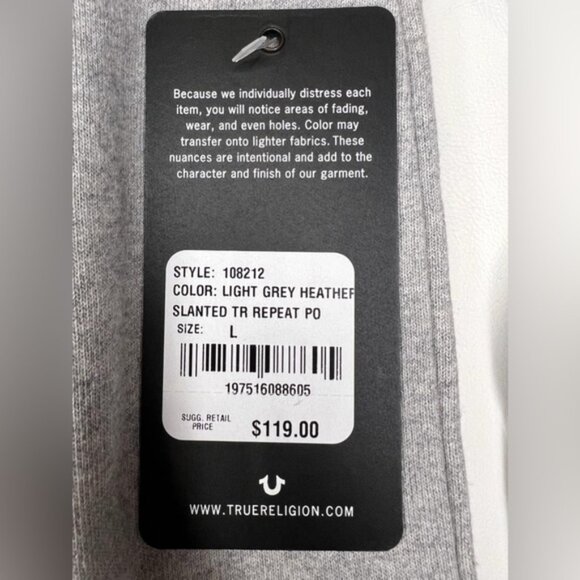 Because we individually distress each
item, you will notice areas of fading,
wear, and even holes. Color may
transfer onto lighter fabrics. These
nuances are intentional and add to the
character and finish of our garment.
STYLE: 108212
COLOR: LIGHT GREY HEATHER
SLANTED TR REPEAT PO
SIZE: L
197516088605
SUGG. RETAIL
PRICE $119.00
WWW.TRUERELIGION.COM